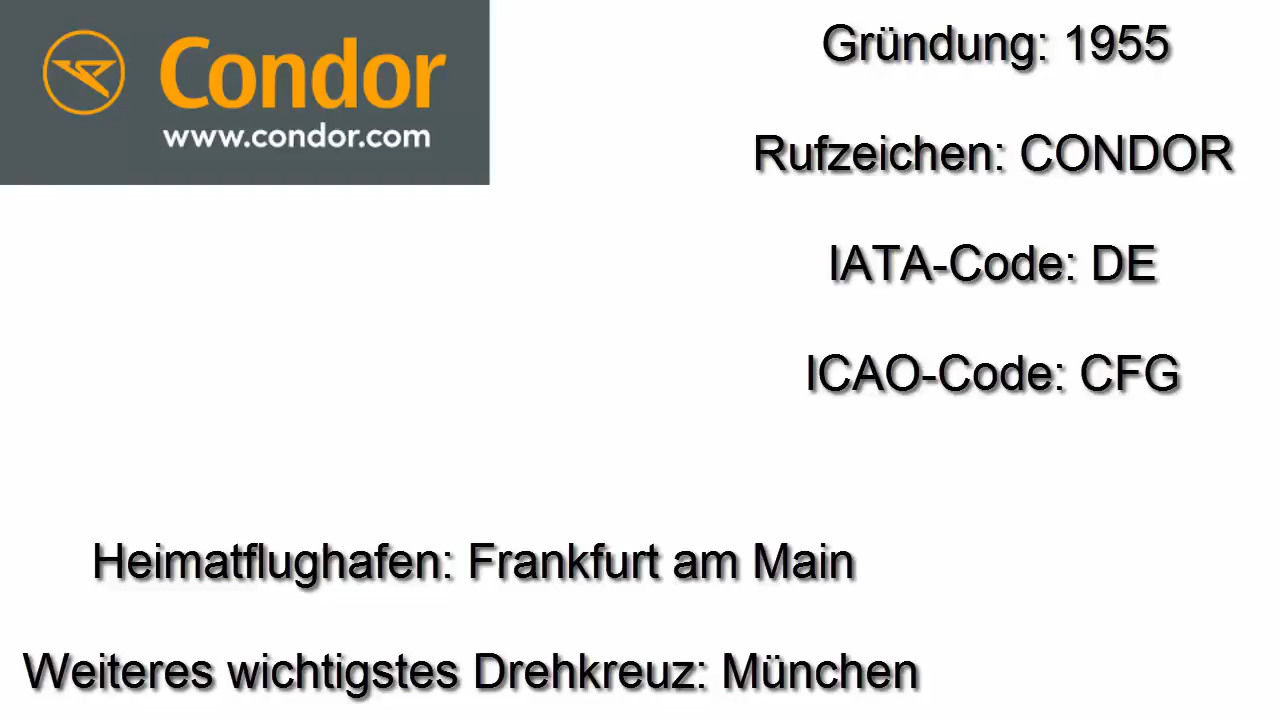 Condor
www.condor.com
Gründung: 1955
Rufzeichen: CONDOR
IATA-Code: DE
ICAO-Code: CFG
Heimatflughafen: Frankfurt am Main
Weiteres wichtigstes Drehkreuz: München